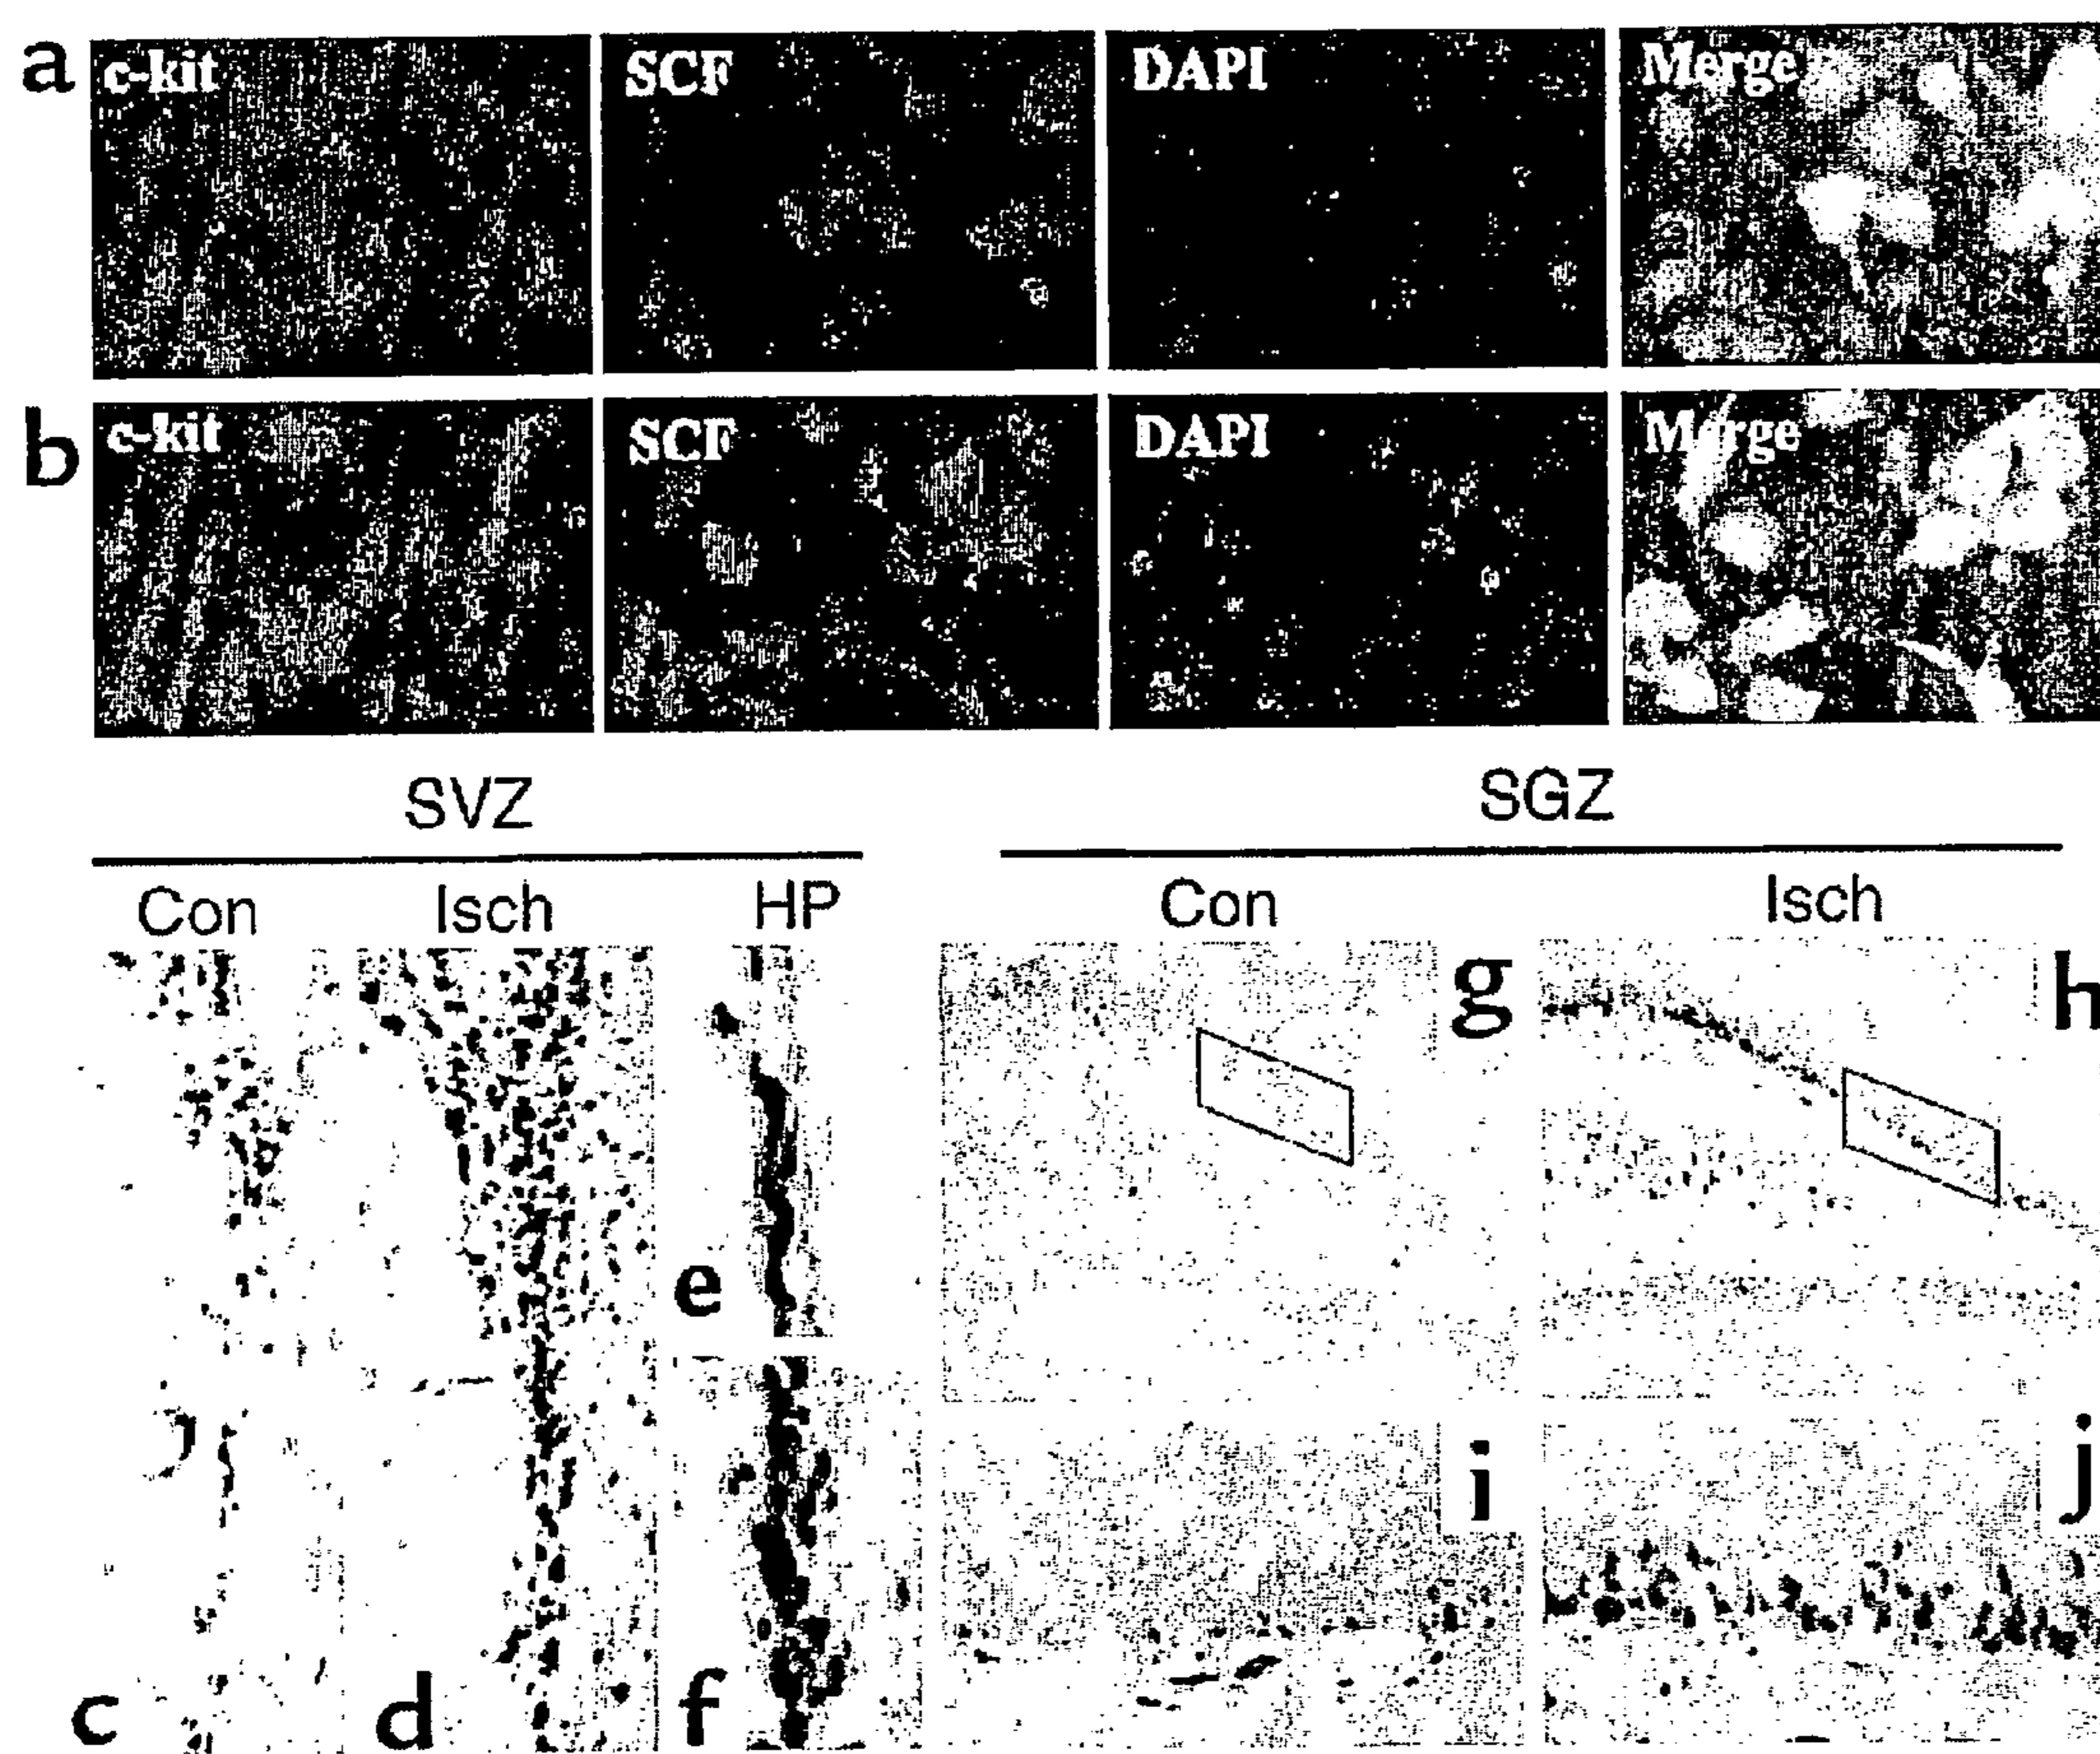 a c-kit SCF DAPI Merge
b c-kit SCF DAPI Merge
SVZ SGZ
Con Isch HP Con Isch
g h
e
i j
c d f